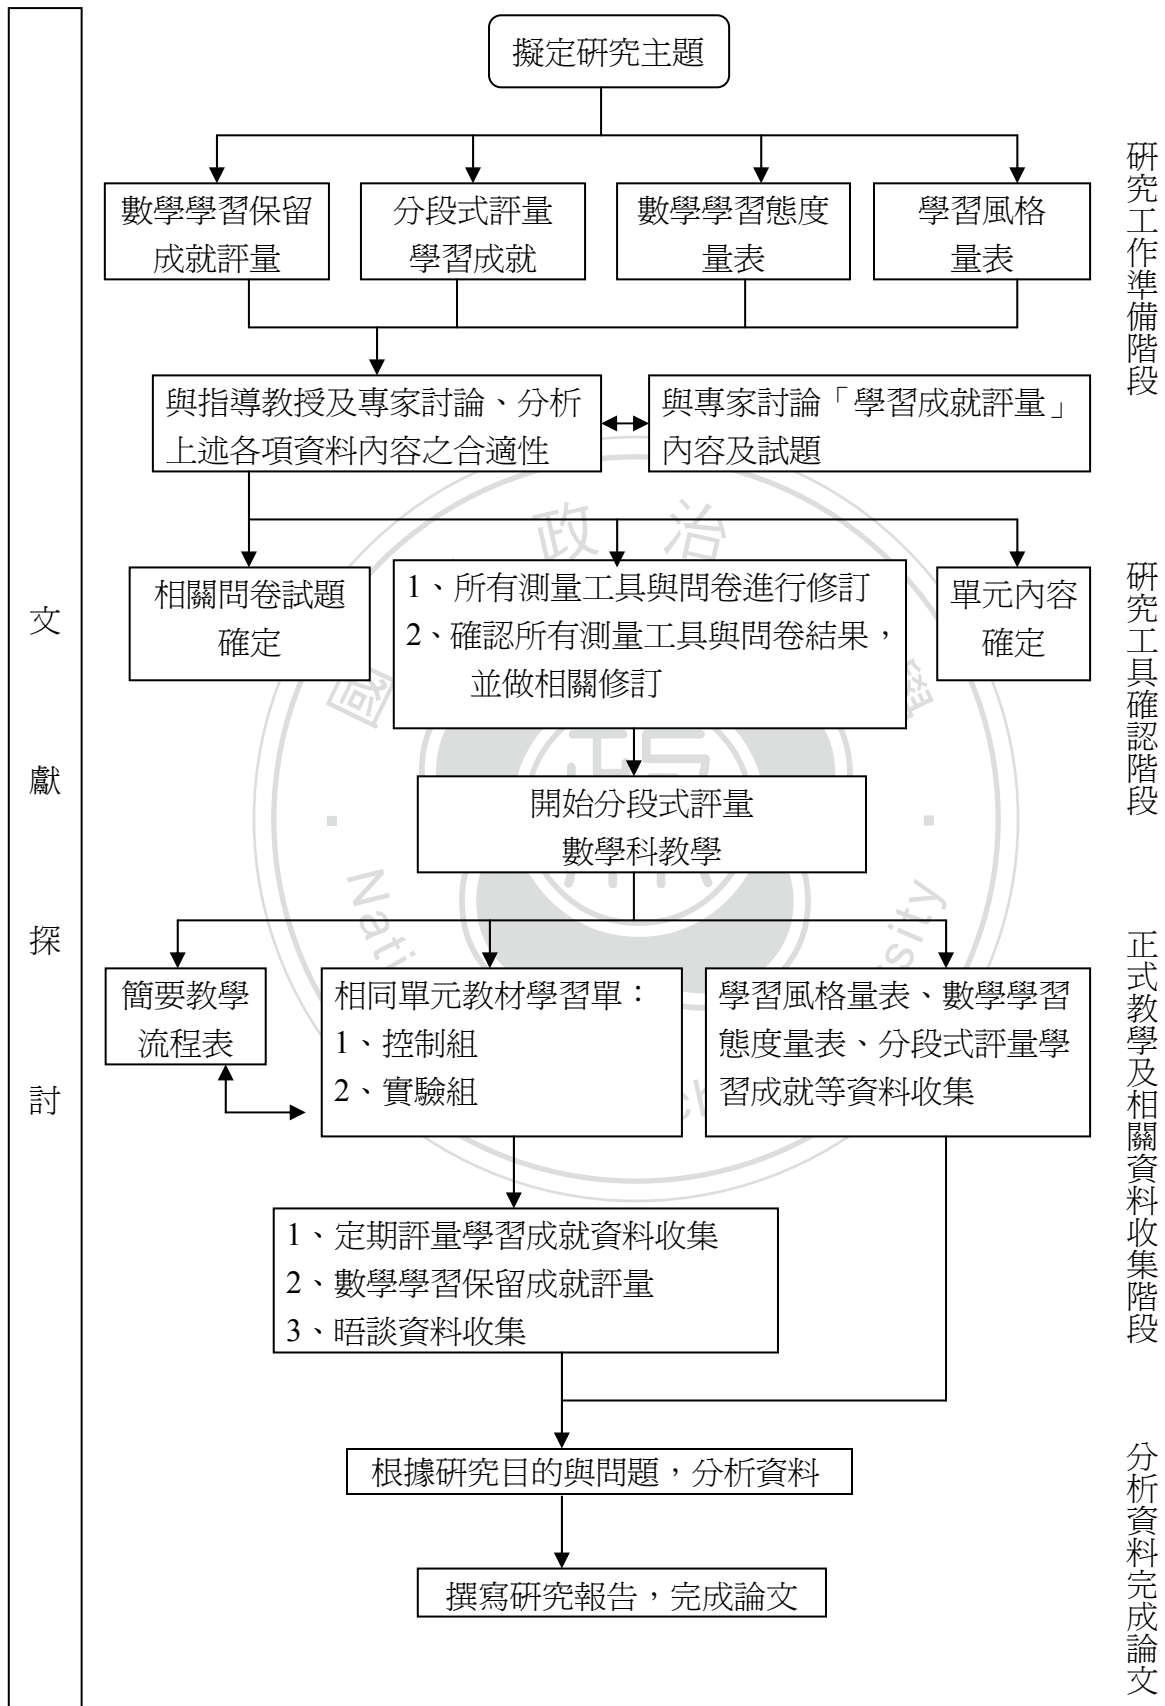 擬定研究主題
數學學習保留
成就評量
分段式評量
學習成就
數學學習態度
量表
學習風格
量表
與指導教授及專家討論、分析
上述各項資料內容之合適性
與專家討論「學習成就評量」
內容及試題
相關問卷試題
確定
1、所有測量工具與問卷進行修訂
2、確認所有測量工具與問卷結果，
並做相關修訂
單元內容
確定
開始分段式評量
數學科教學
簡要教學
流程表
相同單元教材學習單：
1、控制組
2、實驗組
學習風格量表、數學學習
態度量表、分段式評量學
習成就等資料收集
1、定期評量學習成就資料收集
2、數學學習保留成就評量
3、晤談資料收集
根據研究目的與問題，分析資料
撰寫研究報告，完成論文
文獻探討
研究工作準備階段
研究工具確認階段
正式教學及相關資料收集階段
分析資料完成論文
政治
國
學